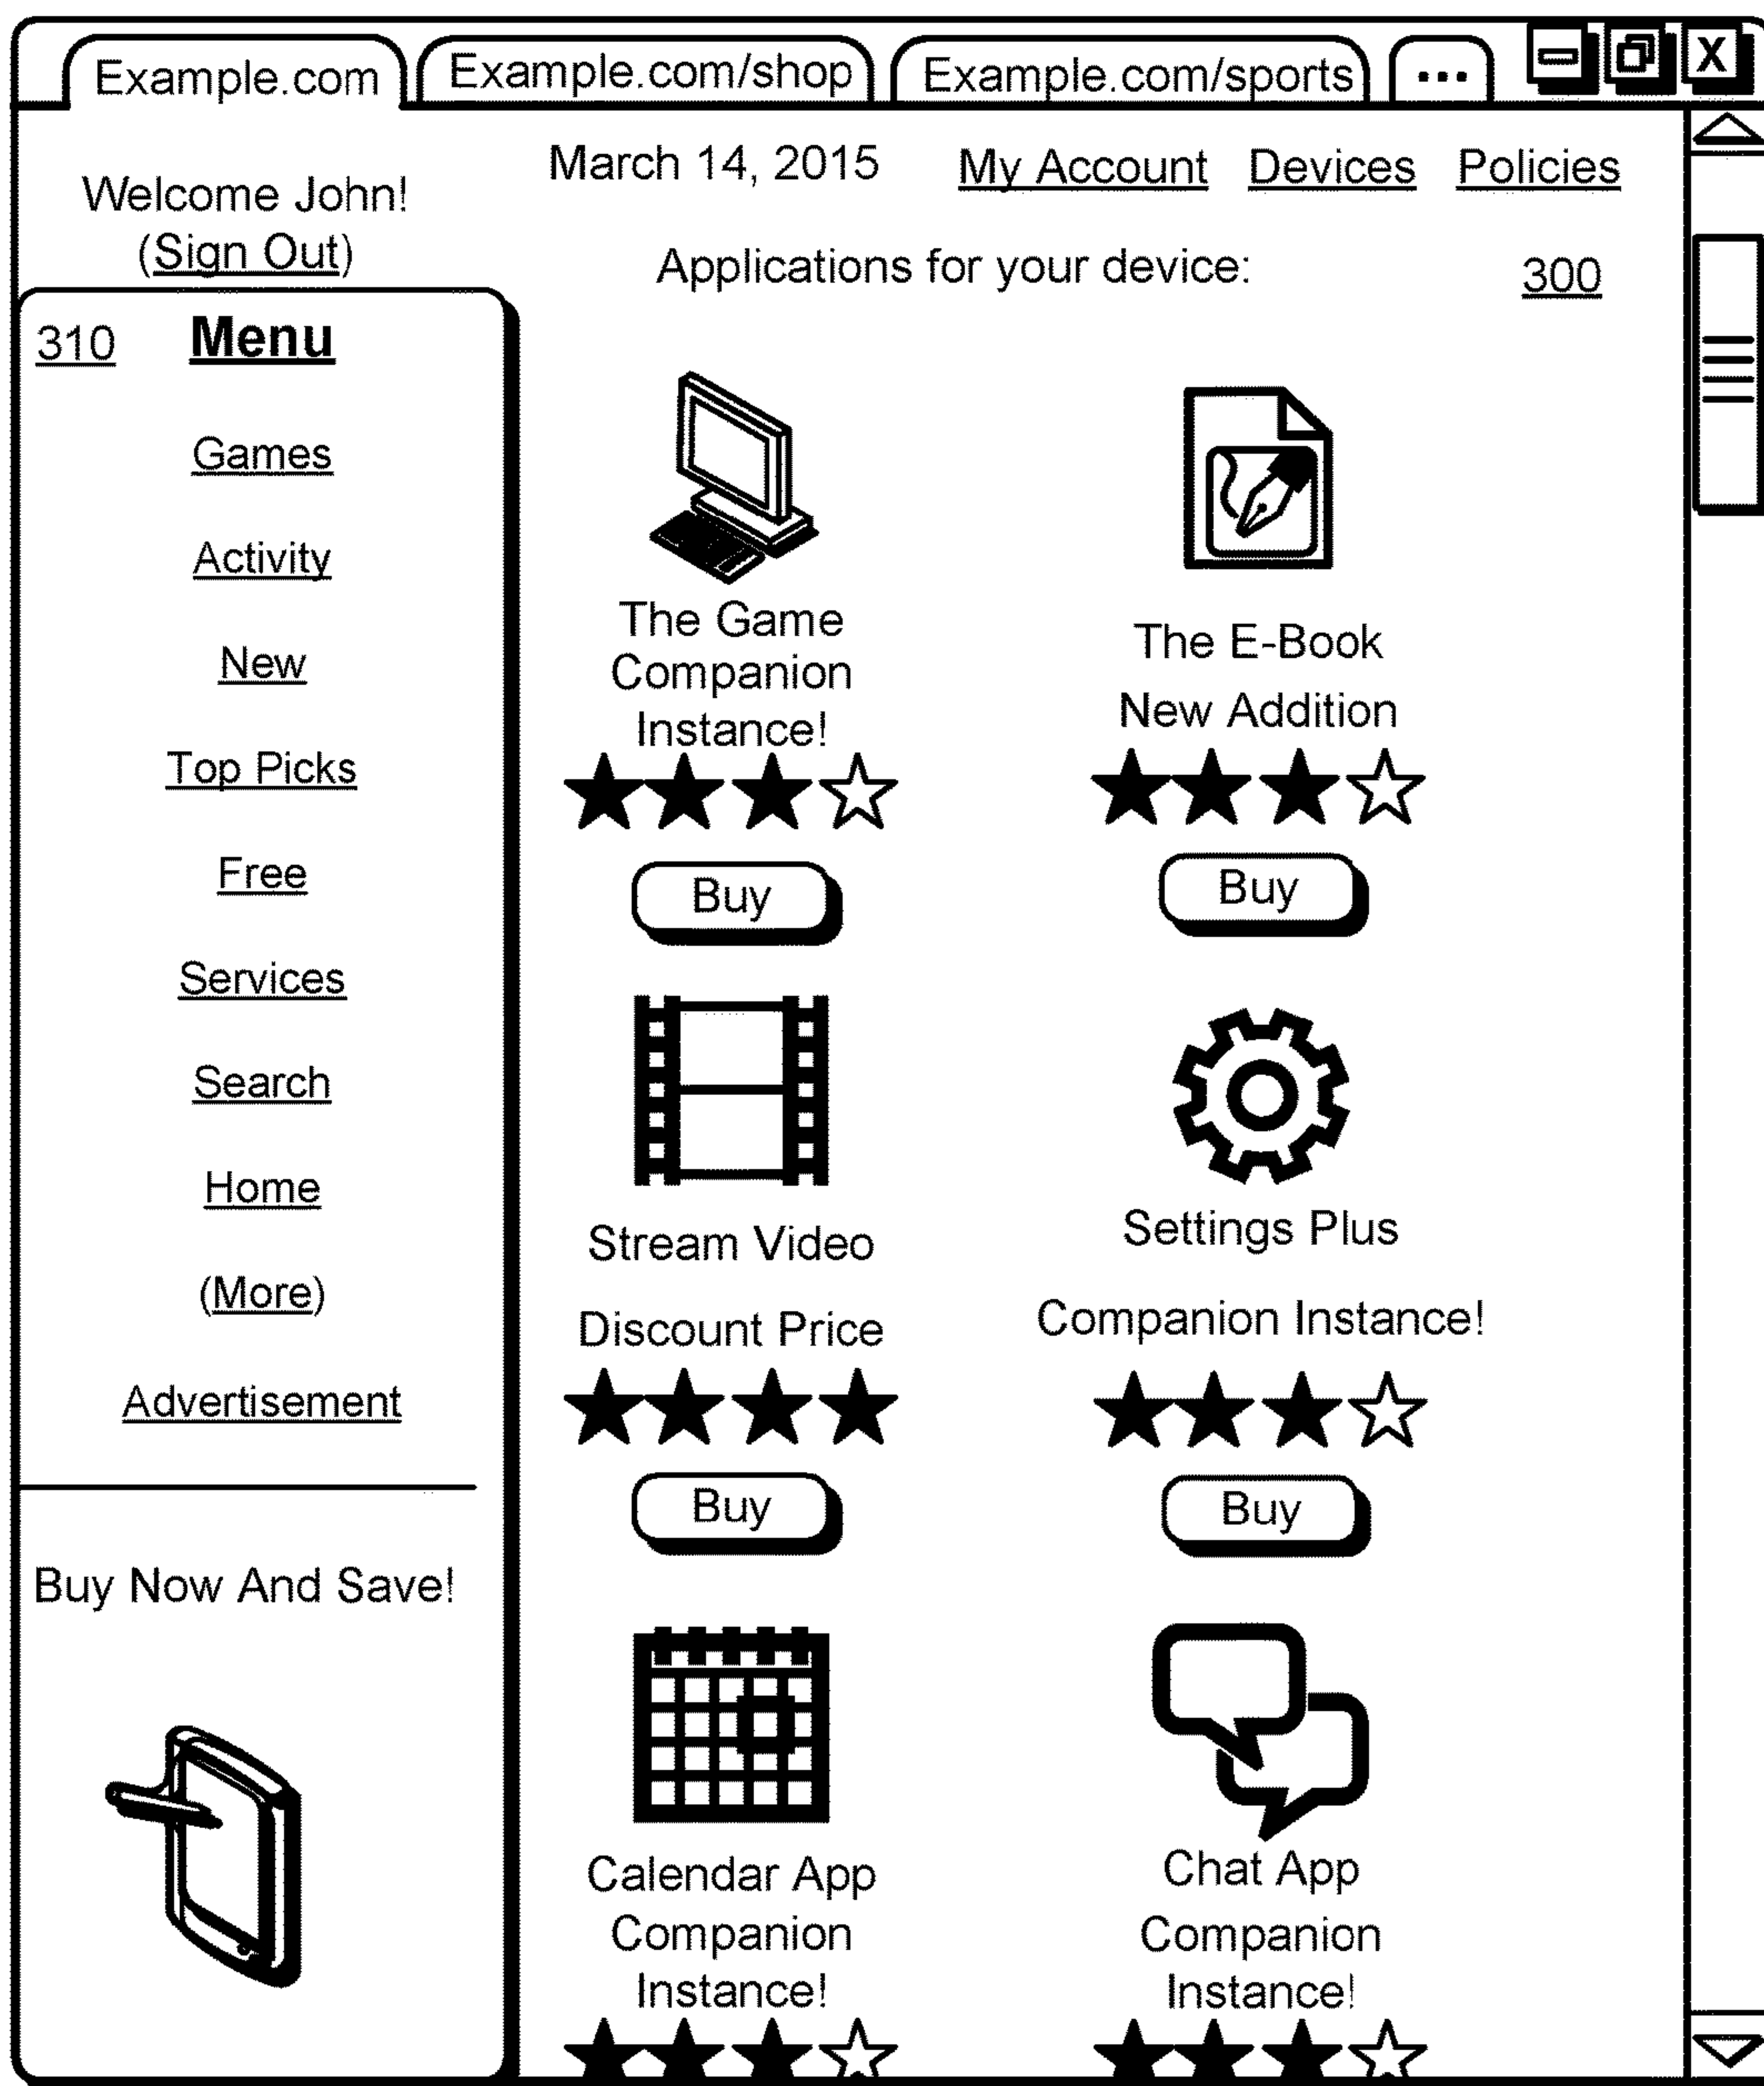 Example.com
Example.com/shop
Example.com/sports
...
X
Welcome John!
(Sign Out)
March 14, 2015
My Account
Devices
Policies
Applications for your device:
300
310
Menu
Games
Activity
New
Top Picks
Free
Services
Search
Home
(More)
Advertisement
Buy Now And Save!
The Game
Companion
Instance!
Buy
The E-Book
New Addition
Buy
Stream Video
Discount Price
Buy
Settings Plus
Companion Instance!
Buy
Calendar App
Companion
Instance!
Chat App
Companion
Instance!